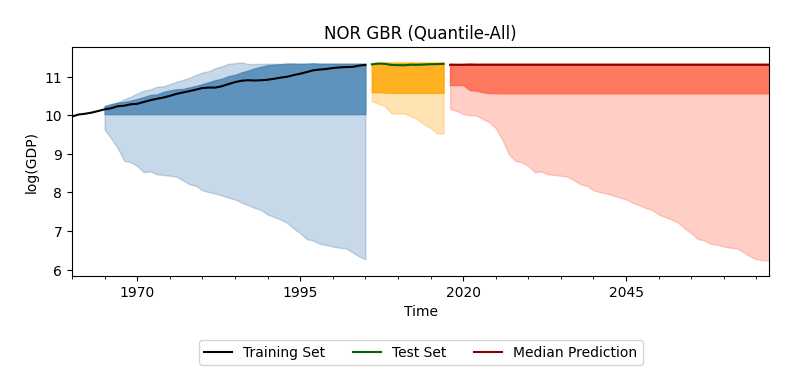 NOR GBR (Quantile-All)
log(GDP)
11
10
9
8
7
6
1970 1995 2020 2045
Time
Training Set Test Set Median Prediction